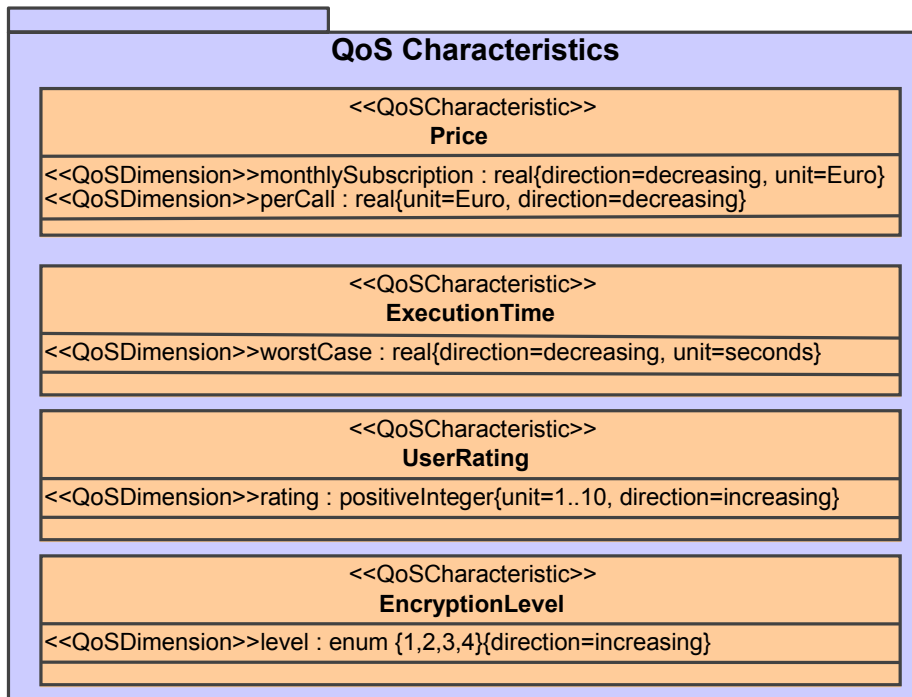 QoS Characteristics
<<QoSCharacteristic>>
Price
<<QoSDimension>>monthlySubscription : real{direction=decreasing, unit=Euro}
<<QoSDimension>>perCall : real{unit=Euro, direction=decreasing}
<<QoSCharacteristic>>
ExecutionTime
<<QoSDimension>>worstCase : real{direction=decreasing, unit=seconds}
<<QoSCharacteristic>>
UserRating
<<QoSDimension>>rating : positiveInteger{unit=1..10, direction=increasing}
<<QoSCharacteristic>>
EncryptionLevel
<<QoSDimension>>level : enum {1,2,3,4}{direction=increasing}